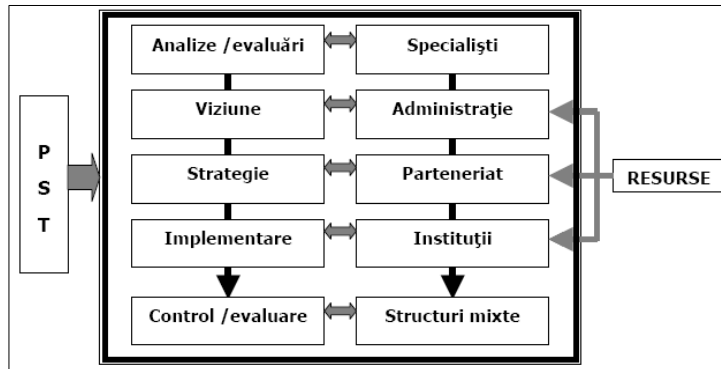 Analize /evaluări
Specialişti
Viziune
Administraţie
P
S
T
Strategie
Parteneriat
RESURSE
Implementare
Instituţii
Control /evaluare
Structuri mixte